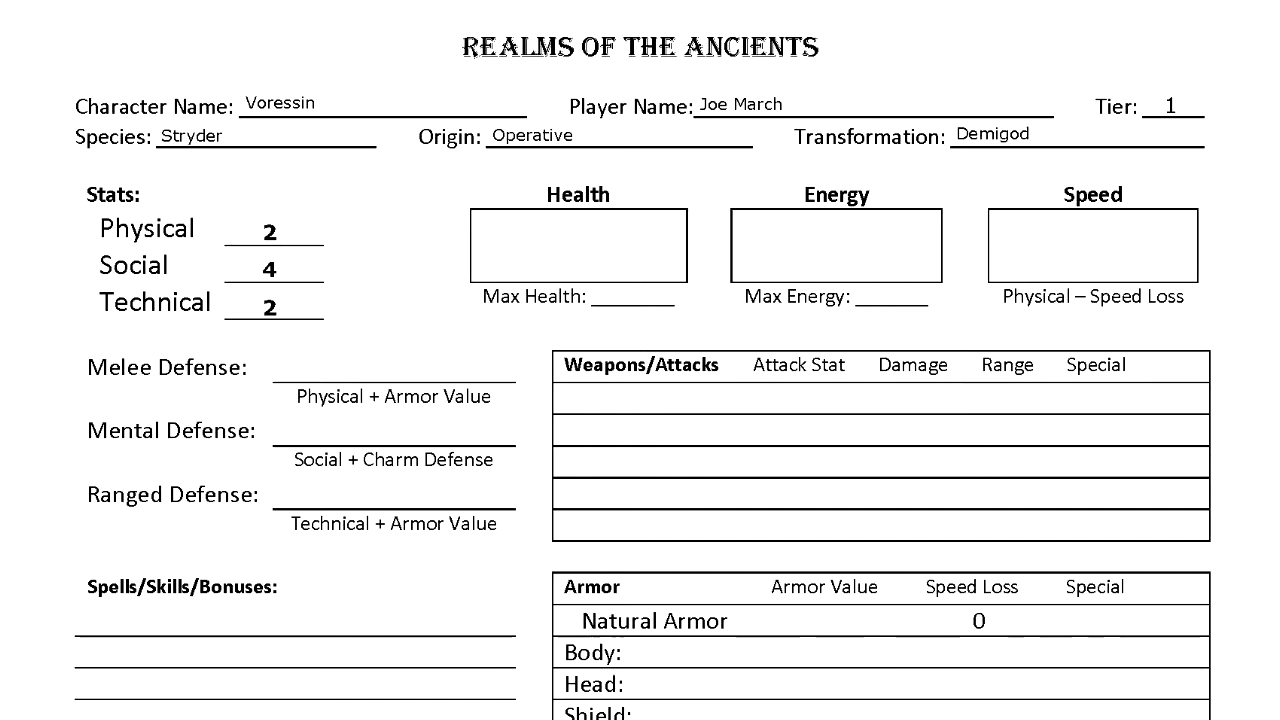 REALMS OF THE ANCIENTS
Character Name: Voressin Player Name: Joe March Tier: 1
Species: Stryder Origin: Operative Transformation: Demigod
Stats: Health Energy Speed
Physical 2
Social 4
Technical 2
Max Health: Max Energy: Physical – Speed Loss
Melee Defense:
Physical + Armor Value
Mental Defense:
Social + Charm Defense
Ranged Defense:
Technical + Armor Value
Weapons/Attacks Attack Stat Damage Range Special
Spells/Skills/Bonuses:
Armor Armor Value Speed Loss Special
Natural Armor 0
Body:
Head:
Shield: